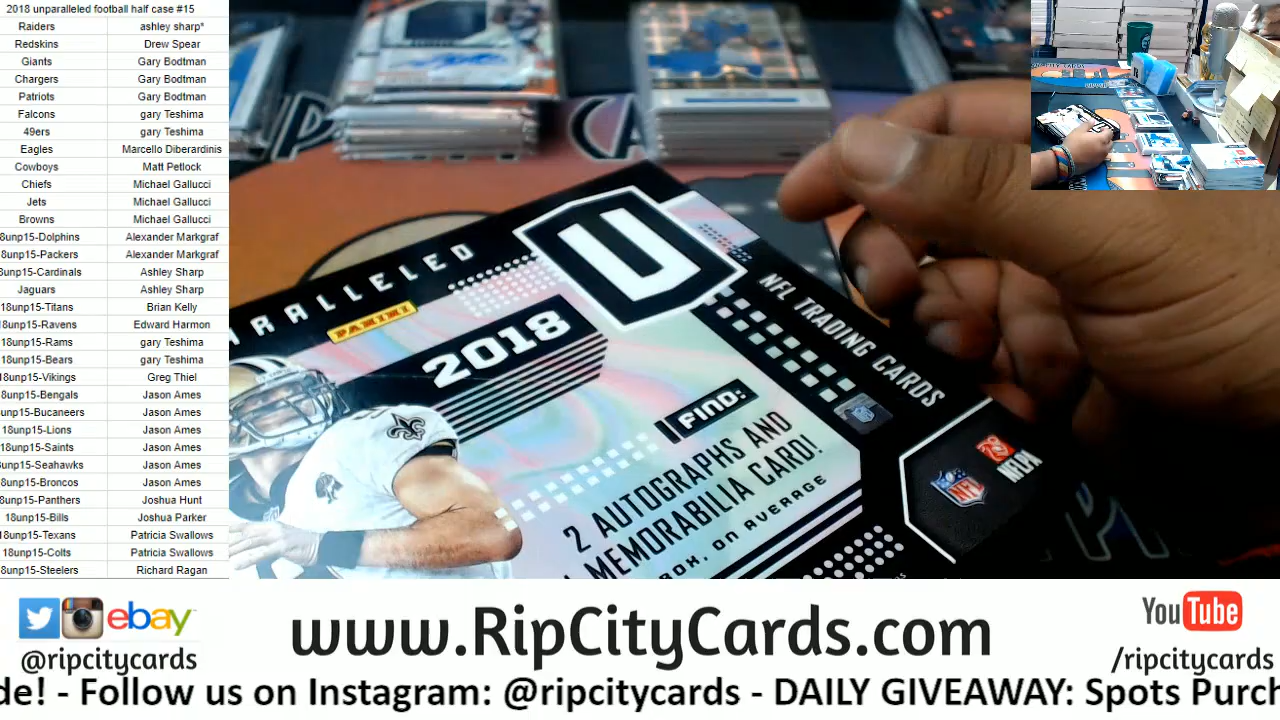 2018 unparalleled football half case #15
Raiders ashley sharp*
Redskins Drew Spear
Giants Gary Bodtman
Chargers Gary Bodtman
Patriots Gary Bodtman
Falcons gary Teshima
49ers gary Teshima
Eagles Marcello Diberardinis
Cowboys Matt Petlock
Chiefs Michael Gallucci
Jets Michael Gallucci
Browns Michael Gallucci
8unp15-Dolphins Alexander Markgraf
8unp15-Packers Alexander Markgraf
8unp15-Cardinals Ashley Sharp
Jaguars Ashley Sharp
18unp15-Titans Brian Kelly
18unp15-Ravens Edward Harmon
18unp15-Rams gary Teshima
18unp15-Bears gary Teshima
18unp15-Vikings Greg Thiel
18unp15-Bengals Jason Ames
unp15-Bucaneers Jason Ames
18unp15-Lions Jason Ames
18unp15-Saints Jason Ames
8unp15-Seahawks Jason Ames
18unp15-Broncos Jason Ames
8unp15-Panthers Joshua Hunt
18unp15-Bills Joshua Parker
18unp15-Texans Patricia Swallows
18unp15-Colts Patricia Swallows
8unp15-Steelers Richard Ragan
ARALLELED
U
PANINI
2018
NFL TRADING CARDS
FIND:
2 AUTOGRAPHS AND
MEMORABILIA CARD!
BOX, ON AVERAGE
NFL
NFLPA
ebay
@ripcitycards
www.RipCityCards.com
YouTube
/ripcitycards
de! - Follow us on Instagram: @ripcitycards - DAILY GIVEAWAY: Spots Purch